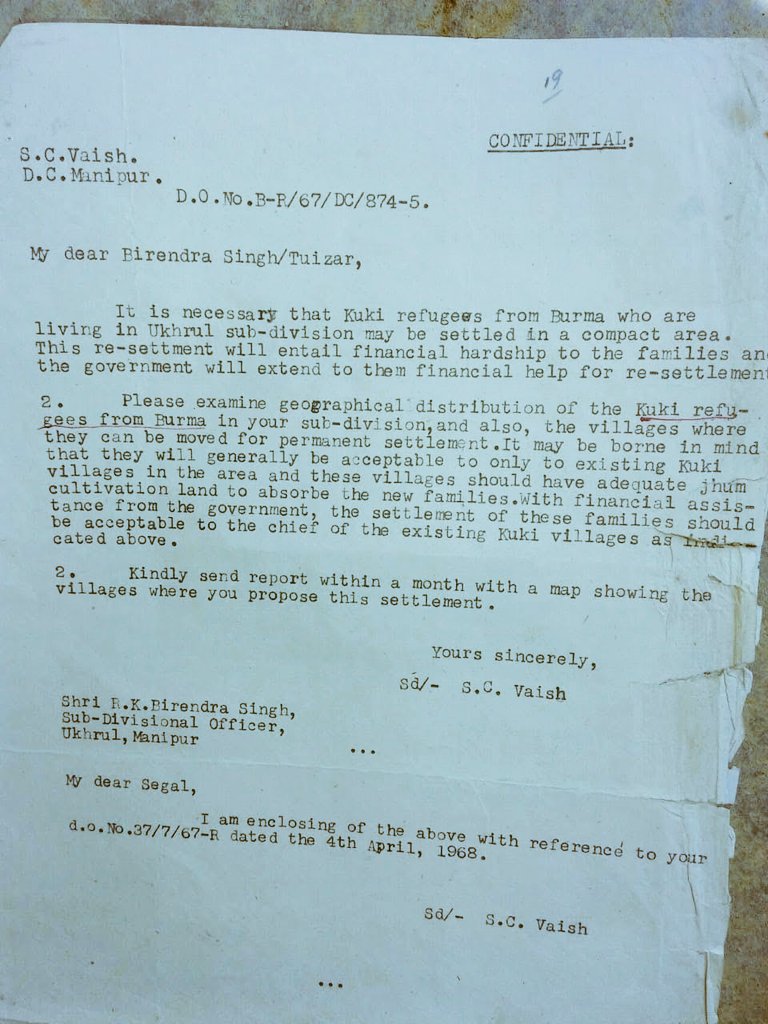 19
CONFIDENTIAL:
S.C.Vaish.
D.C.Manipur.
D.O.No.B-R/67/DC/874-5.
My dear Birendra Singh/Tuizar,
It is necessary that Kuki refugees from Burma who are
living in Ukhrul sub-division may be settled in a compact area.
This re-settment will entail financial hardship to the families an
the government will extend to them financial help for re-settlement
2. Please examine geographical distribution of the Kuki refu-
gees from Burma in your sub-division,and also, the villages where
they can be moved for permanent settlement.It may be borne in mind
that they will generally be acceptable to only to existing Kuki
villages in the area and these villages should have adequate jhum
cultivation land to absorbe the new families.With financial assis-
tance from the government, the settlement of these families should
be acceptable to the chief of the existing Kuki villages as indi-
cated above.
2. Kindly send report within a month with a map showing the
villages where you propose this settlement.
Yours sincerely,
Sd/- S.C. Vaish
Shri R.K.Birendra Singh,
Sub-Divisional Officer,
Ukhrul,Manipur
...
My dear Segal,
I am enclosing of the above with reference to your
d.o.No.37/7/67-R dated the 4th April, 1968.
Sd/- S.C. Vaish
...